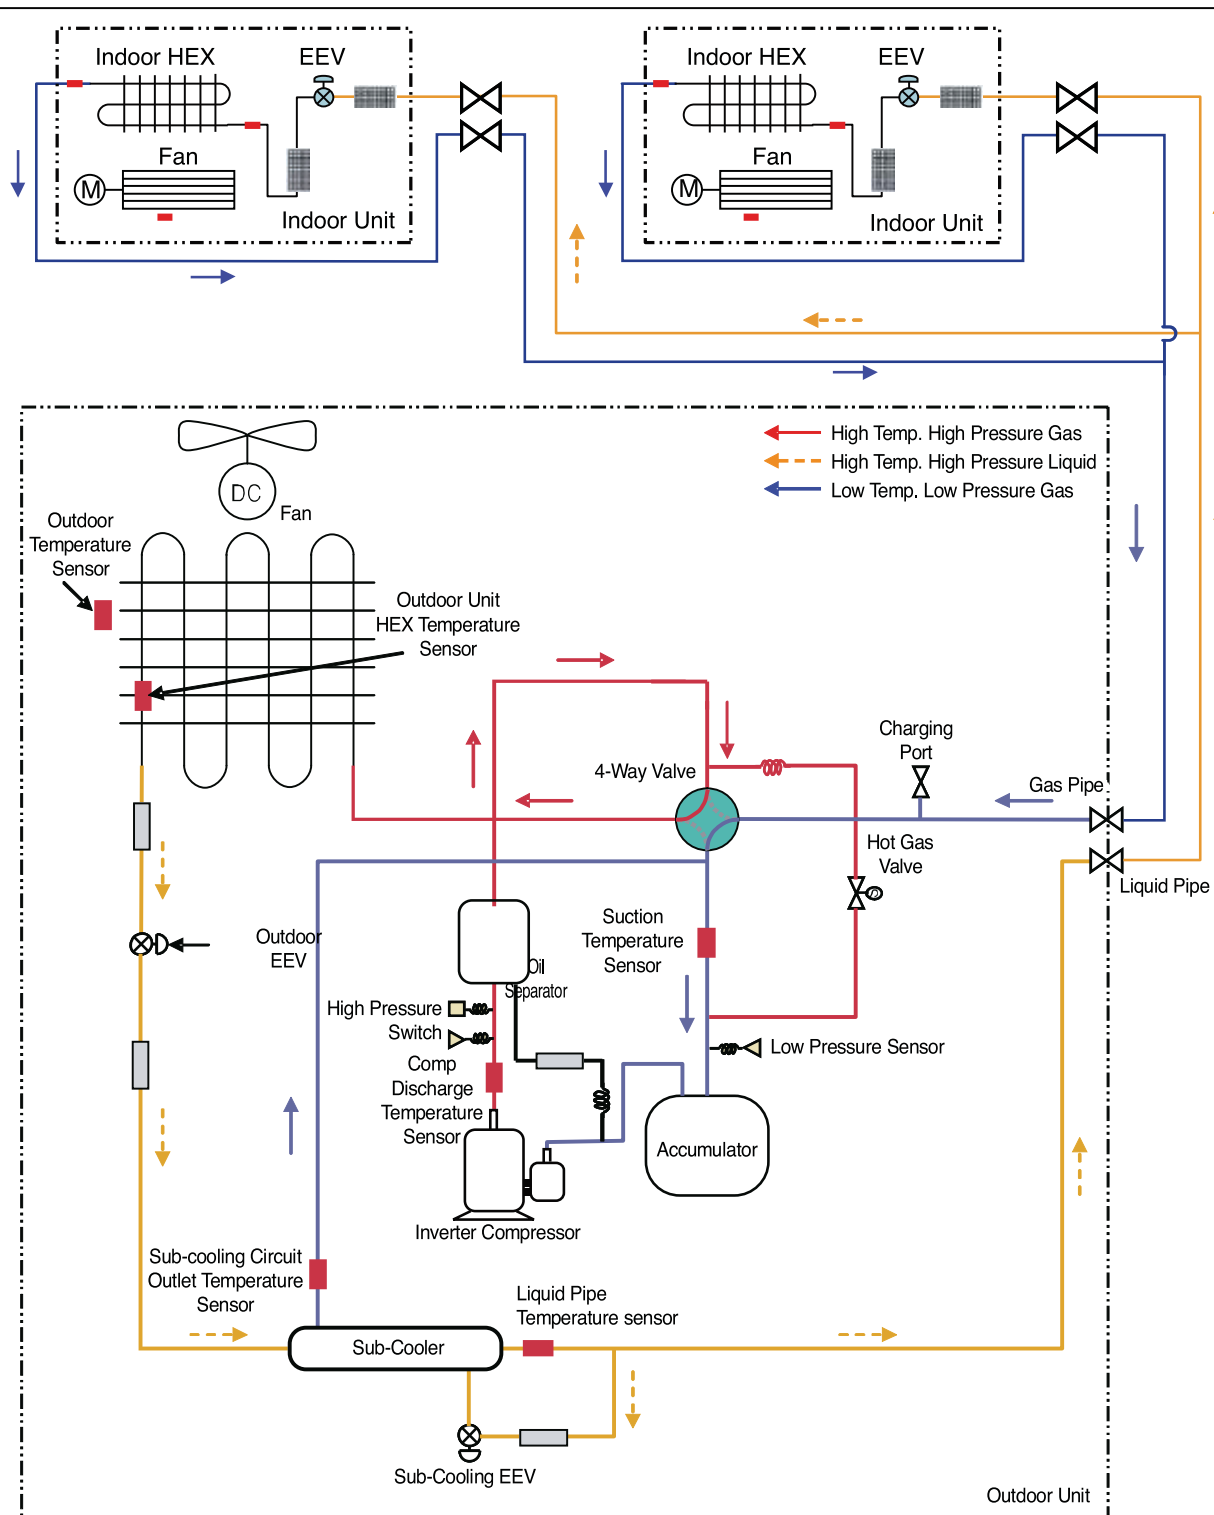 Indoor HEX
EEV
Fan
M
Indoor Unit
Indoor HEX
EEV
Fan
M
Indoor Unit
High Temp. High Pressure Gas
High Temp. High Pressure Liquid
Low Temp. Low Pressure Gas
DC
Fan
Outdoor
Temperature
Sensor
Outdoor Unit
HEX Temperature
Sensor
4-Way Valve
Charging
Port
Gas Pipe
Hot Gas
Valve
S
Liquid Pipe
Outdoor
EEV
Suction
Temperature
Sensor
Oil
Separator
High Pressure
Switch
Low Pressure Sensor
Comp
Discharge
Temperature
Sensor
Accumulator
Inverter Compressor
Sub-cooling Circuit
Outlet Temperature
Sensor
Liquid Pipe
Temperature sensor
Sub-Cooler
Sub-Cooling EEV
Outdoor Unit